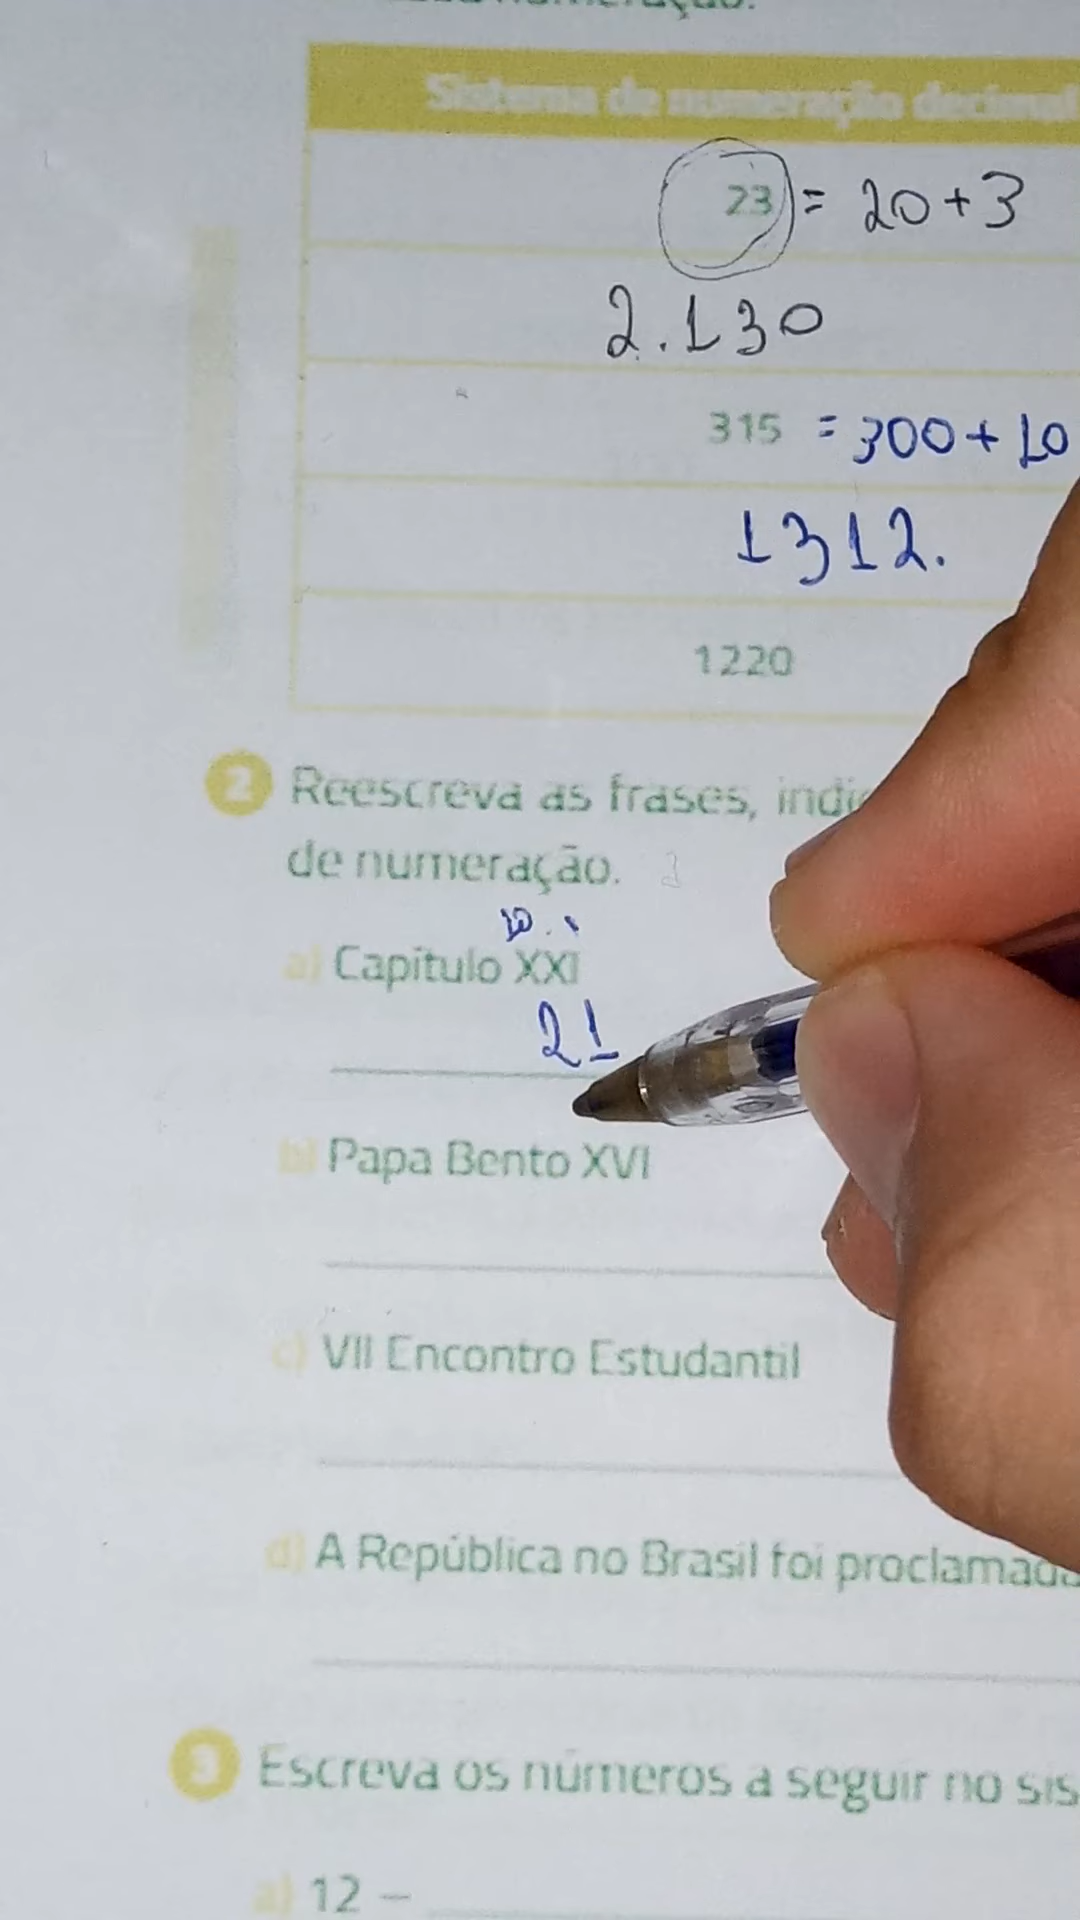 Sistema de numeração decimal
23 = 20 + 3
2.130
315 = 300 + 10
1312.
1220
2 Reescreva as frases,
de numeração.
10
a) Capítulo XXI
21
b) Papa Bento XVI
c) VII Encontro Estudantil
d) A República no Brasil foi proclamada
3 Escreva os números a seguir no sis
a) 12 –